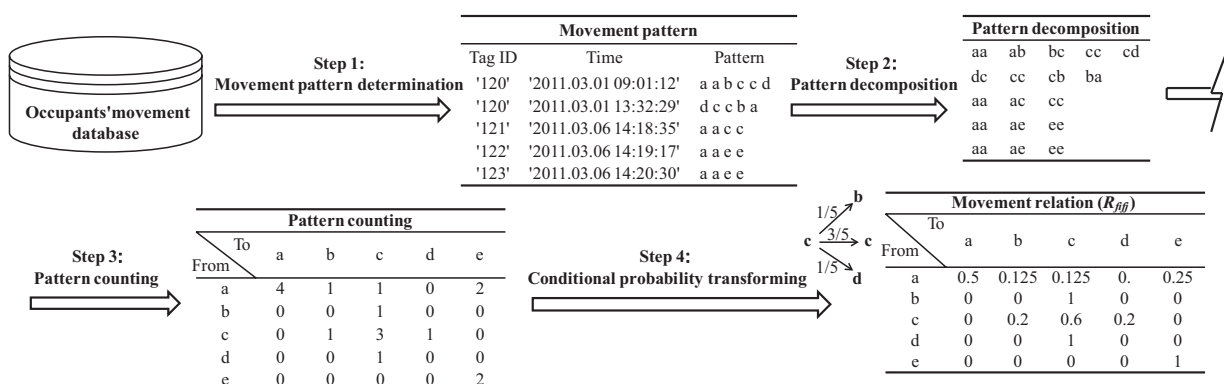 Occupants'movement
database
Step 1:
Movement pattern determination
Movement pattern
Tag ID Time Pattern
'120' '2011.03.01 09:01:12' a a b c c d
'120' '2011.03.01 13:32:29' d c c b a
'121' '2011.03.06 14:18:35' a a c c
'122' '2011.03.06 14:19:17' a a e e
'123' '2011.03.06 14:20:30' a a e e
Step 2:
Pattern decomposition
Pattern decomposition
aa ab bc cc cd
dc cc cb ba
aa ac cc
aa ae ee
aa ae ee
Step 3:
Pattern counting
Pattern counting
To
From
a b c d e
a 4 1 1 0 2
b 0 0 1 0 0
c 0 1 3 1 0
d 0 0 1 0 0
e 0 0 0 0 2
Step 4:
Conditional probability transforming
1/5 b
c 3/5 c
1/5 d
Movement relation (Rfifj)
To
From
a b c d e
a 0.5 0.125 0.125 0. 0.25
b 0 0 1 0 0
c 0 0.2 0.6 0.2 0
d 0 0 1 0 0
e 0 0 0 0 1